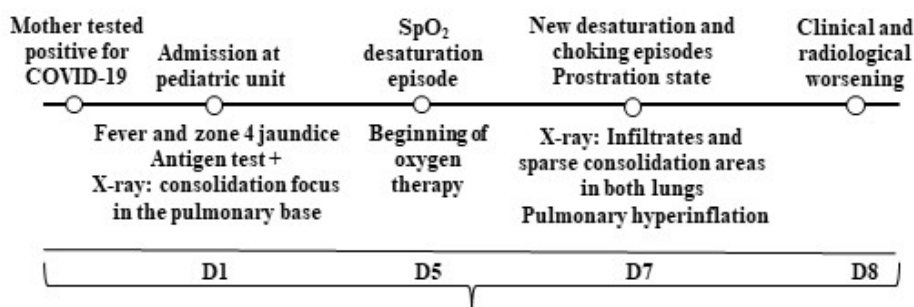 Mother tested
positive for
COVID-19
Admission at
pediatric unit
SpO₂
desaturation
episode
New desaturation and
choking episodes
Prostration state
Clinical and
radiological
worsening
Fever and zone 4 jaundice
Antigen test +
X-ray: consolidation focus
in the pulmonary base
Beginning of
oxygen
therapy
X-ray: Infiltrates and
sparse consolidation areas
in both lungs
Pulmonary hyperinflation
D1 D5 D7 D8